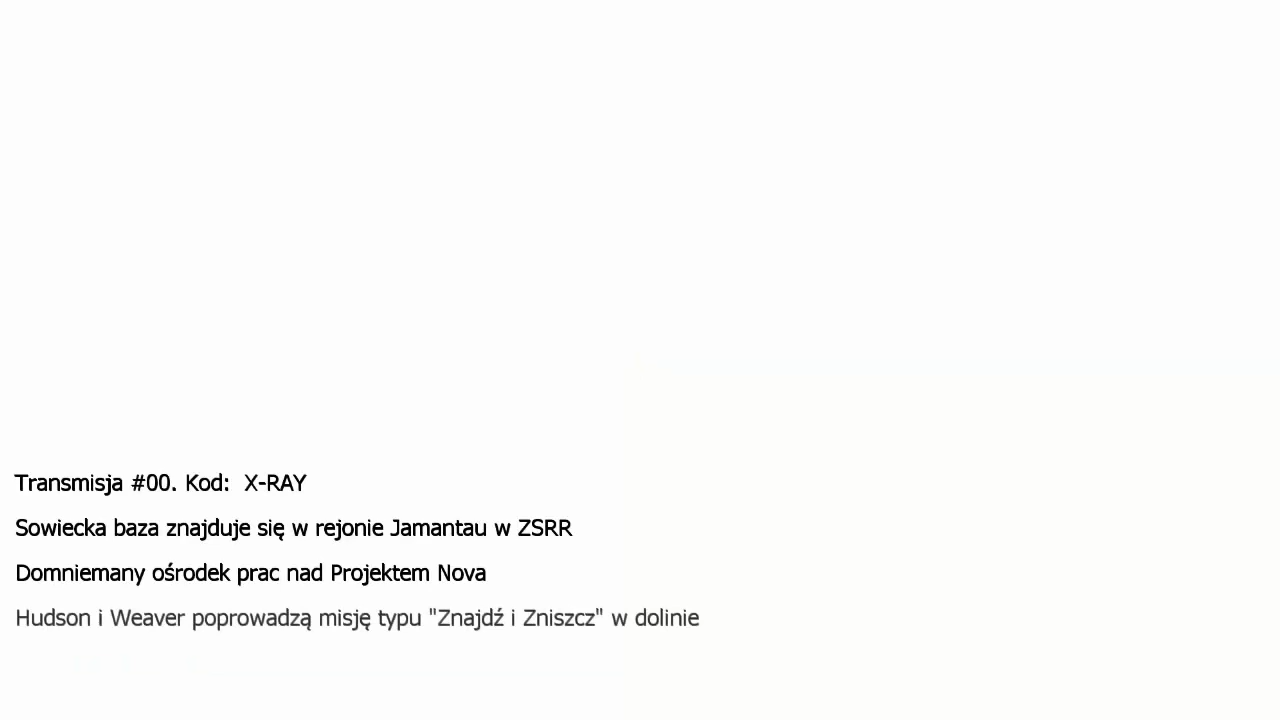 Transmisja #00. Kod:  X-RAY
Sowiecka baza znajduje się w rejonie Jamantau w ZSRR
Domniemany ośrodek prac nad Projektem Nova
Hudson i Weaver poprowadzą misję typu "Znajdź i Zniszcz" w dolinie